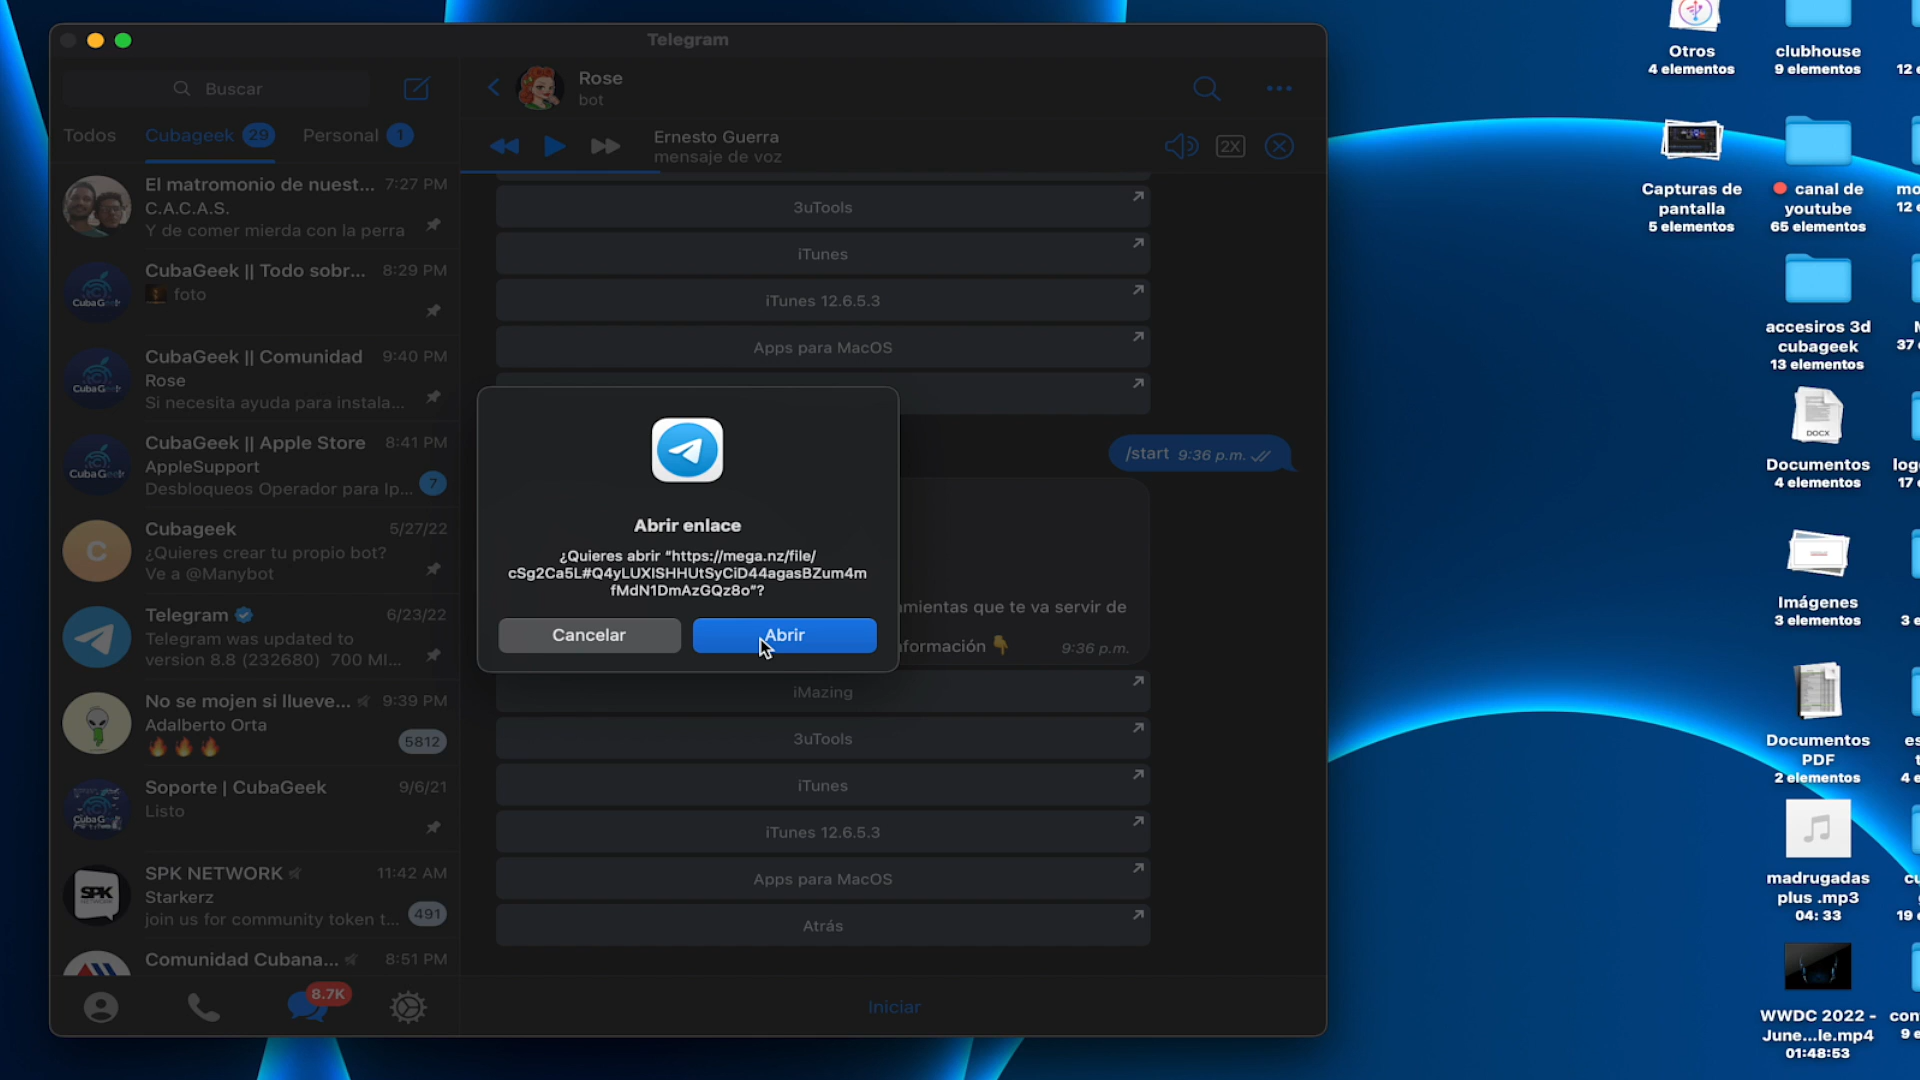 Telegram
Buscar
Todos
Cubageek 29
Personal 1
El matromonio de nuest... 7:27 PM
C.A.C.A.S.
Y de comer mierda con la perra
CubaGeek || Todo sobr... 8:29 PM
foto
CubaGeek || Comunidad 9:40 PM
Rose
Si necesita ayuda para instala...
CubaGeek || Apple Store 8:41 PM
AppleSupport
Desbloqueos Operador para Ip... 7
C
Cubageek 5/27/22
¿Quieres crear tu propio bot?
Ve a @Manybot
Telegram 6/23/22
Telegram was updated to
version 8.8 (232680) 700 MI...
No se mojen si llueve... 9:39 PM
Adalberto Orta
🔥🔥🔥 5812
Soporte | CubaGeek 9/6/21
Listo
SPK
SPK NETWORK 11:42 AM
Starkerz
join us for community token t... 491
Comunidad Cubana... 8:51 PM
8.7K
Rose
bot
Ernesto Guerra
mensaje de voz
2X
3uTools
iTunes
iTunes 12.6.5.3
Apps para MacOS
/start 9:36 p.m.
Abrir enlace
¿Quieres abrir "https://mega.nz/file/
cSg2Ca5L#Q4yLUXISHHUtSyCiD44agasBZum4m
fMdN1DmAzGQz8o"?
Cancelar
Abrir
mientas que te va servir de
formación 👇 9:36 p.m.
iMazing
3uTools
iTunes
iTunes 12.6.5.3
Apps para MacOS
Atrás
Iniciar
Otros
4 elementos
clubhouse
9 elementos
Capturas de
pantalla
5 elementos
canal de
youtube
65 elementos
accesiros 3d
cubageek
13 elementos
DOCX
Documentos
4 elementos
Imágenes
3 elementos
Documentos
PDF
2 elementos
madrugadas
plus .mp3
04: 33
WWDC 2022 -
June...le.mp4
01:48:53